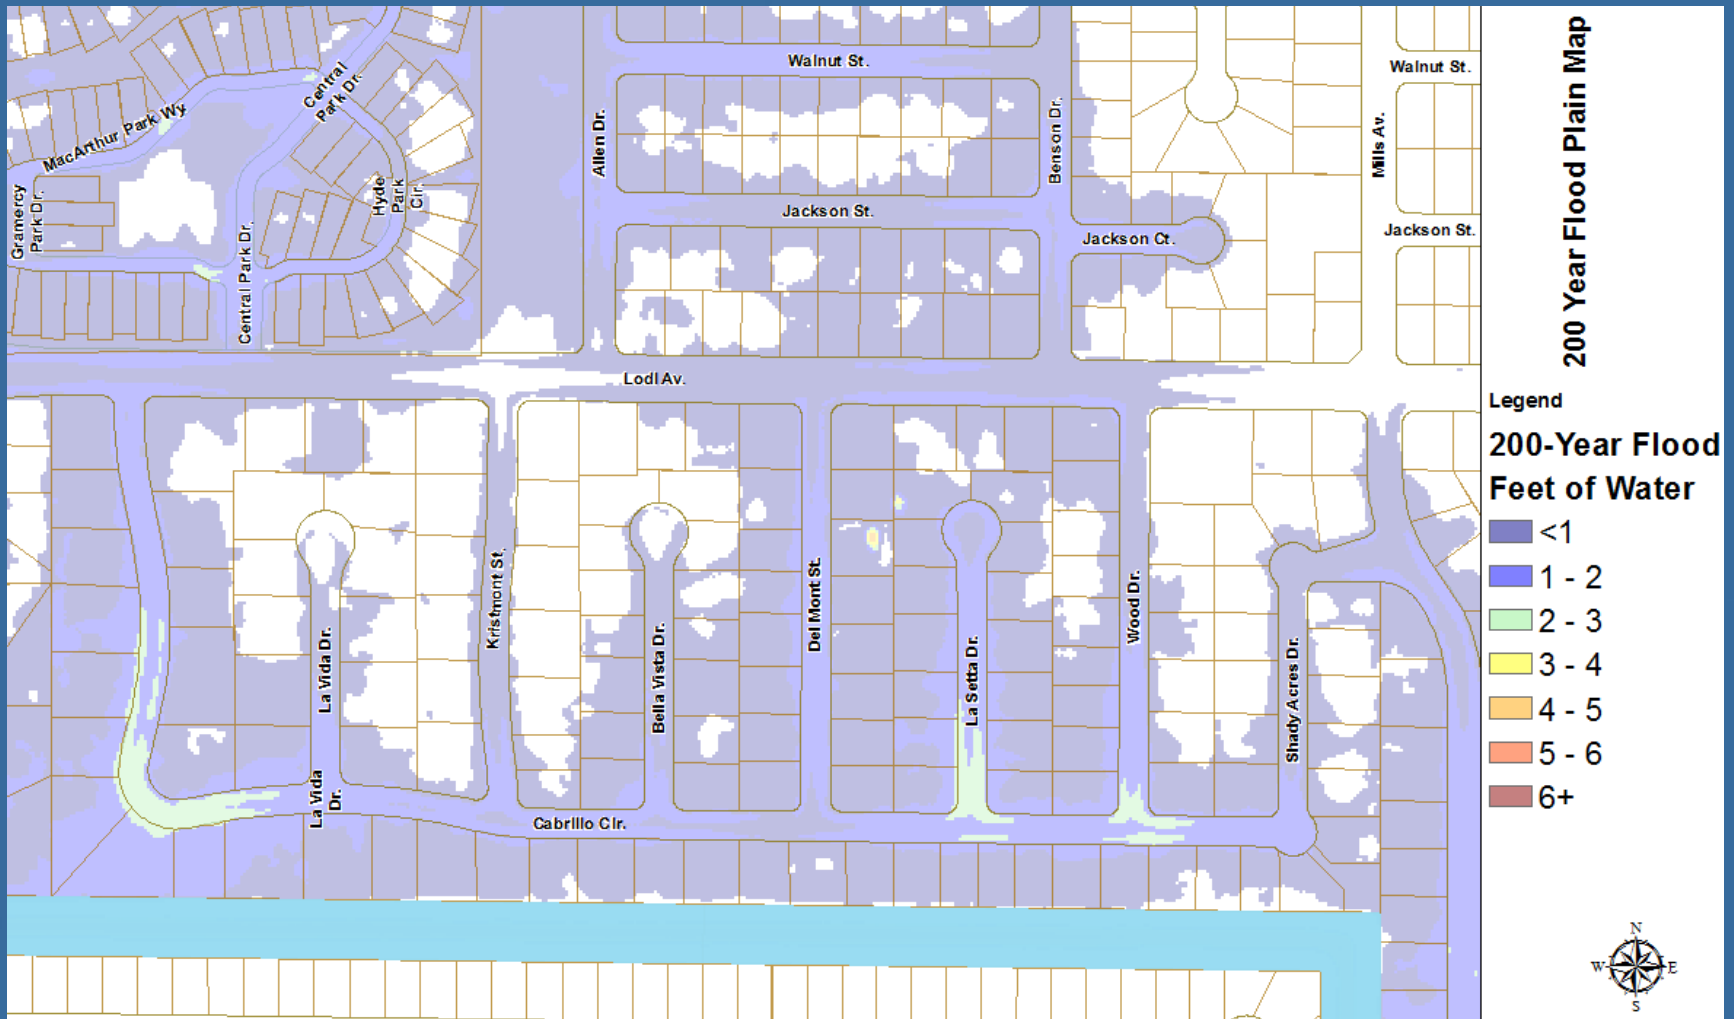 200 Year Flood Plain Map
Walnut St.
Walnut St.
Central
Park Dr.
MacArthur Park Wy
Allen Dr.
Benson Dr.
Mills Av.
Gramercy
Park Dr.
Hyde
Park
Cir.
Jackson St.
Jackson Ct.
Jackson St.
Central Park Dr.
Lodi Av.
Legend
200-Year Flood
Feet of Water
<1
1 - 2
2 - 3
3 - 4
4 - 5
5 - 6
6+
La Vida Dr.
Kristmont St.
Bella Vista Dr.
Del Mont St.
La Setta Dr.
Wood Dr.
Shady Acres Dr.
La Vida
Dr.
Cabrillo Cir.
N
W E
S